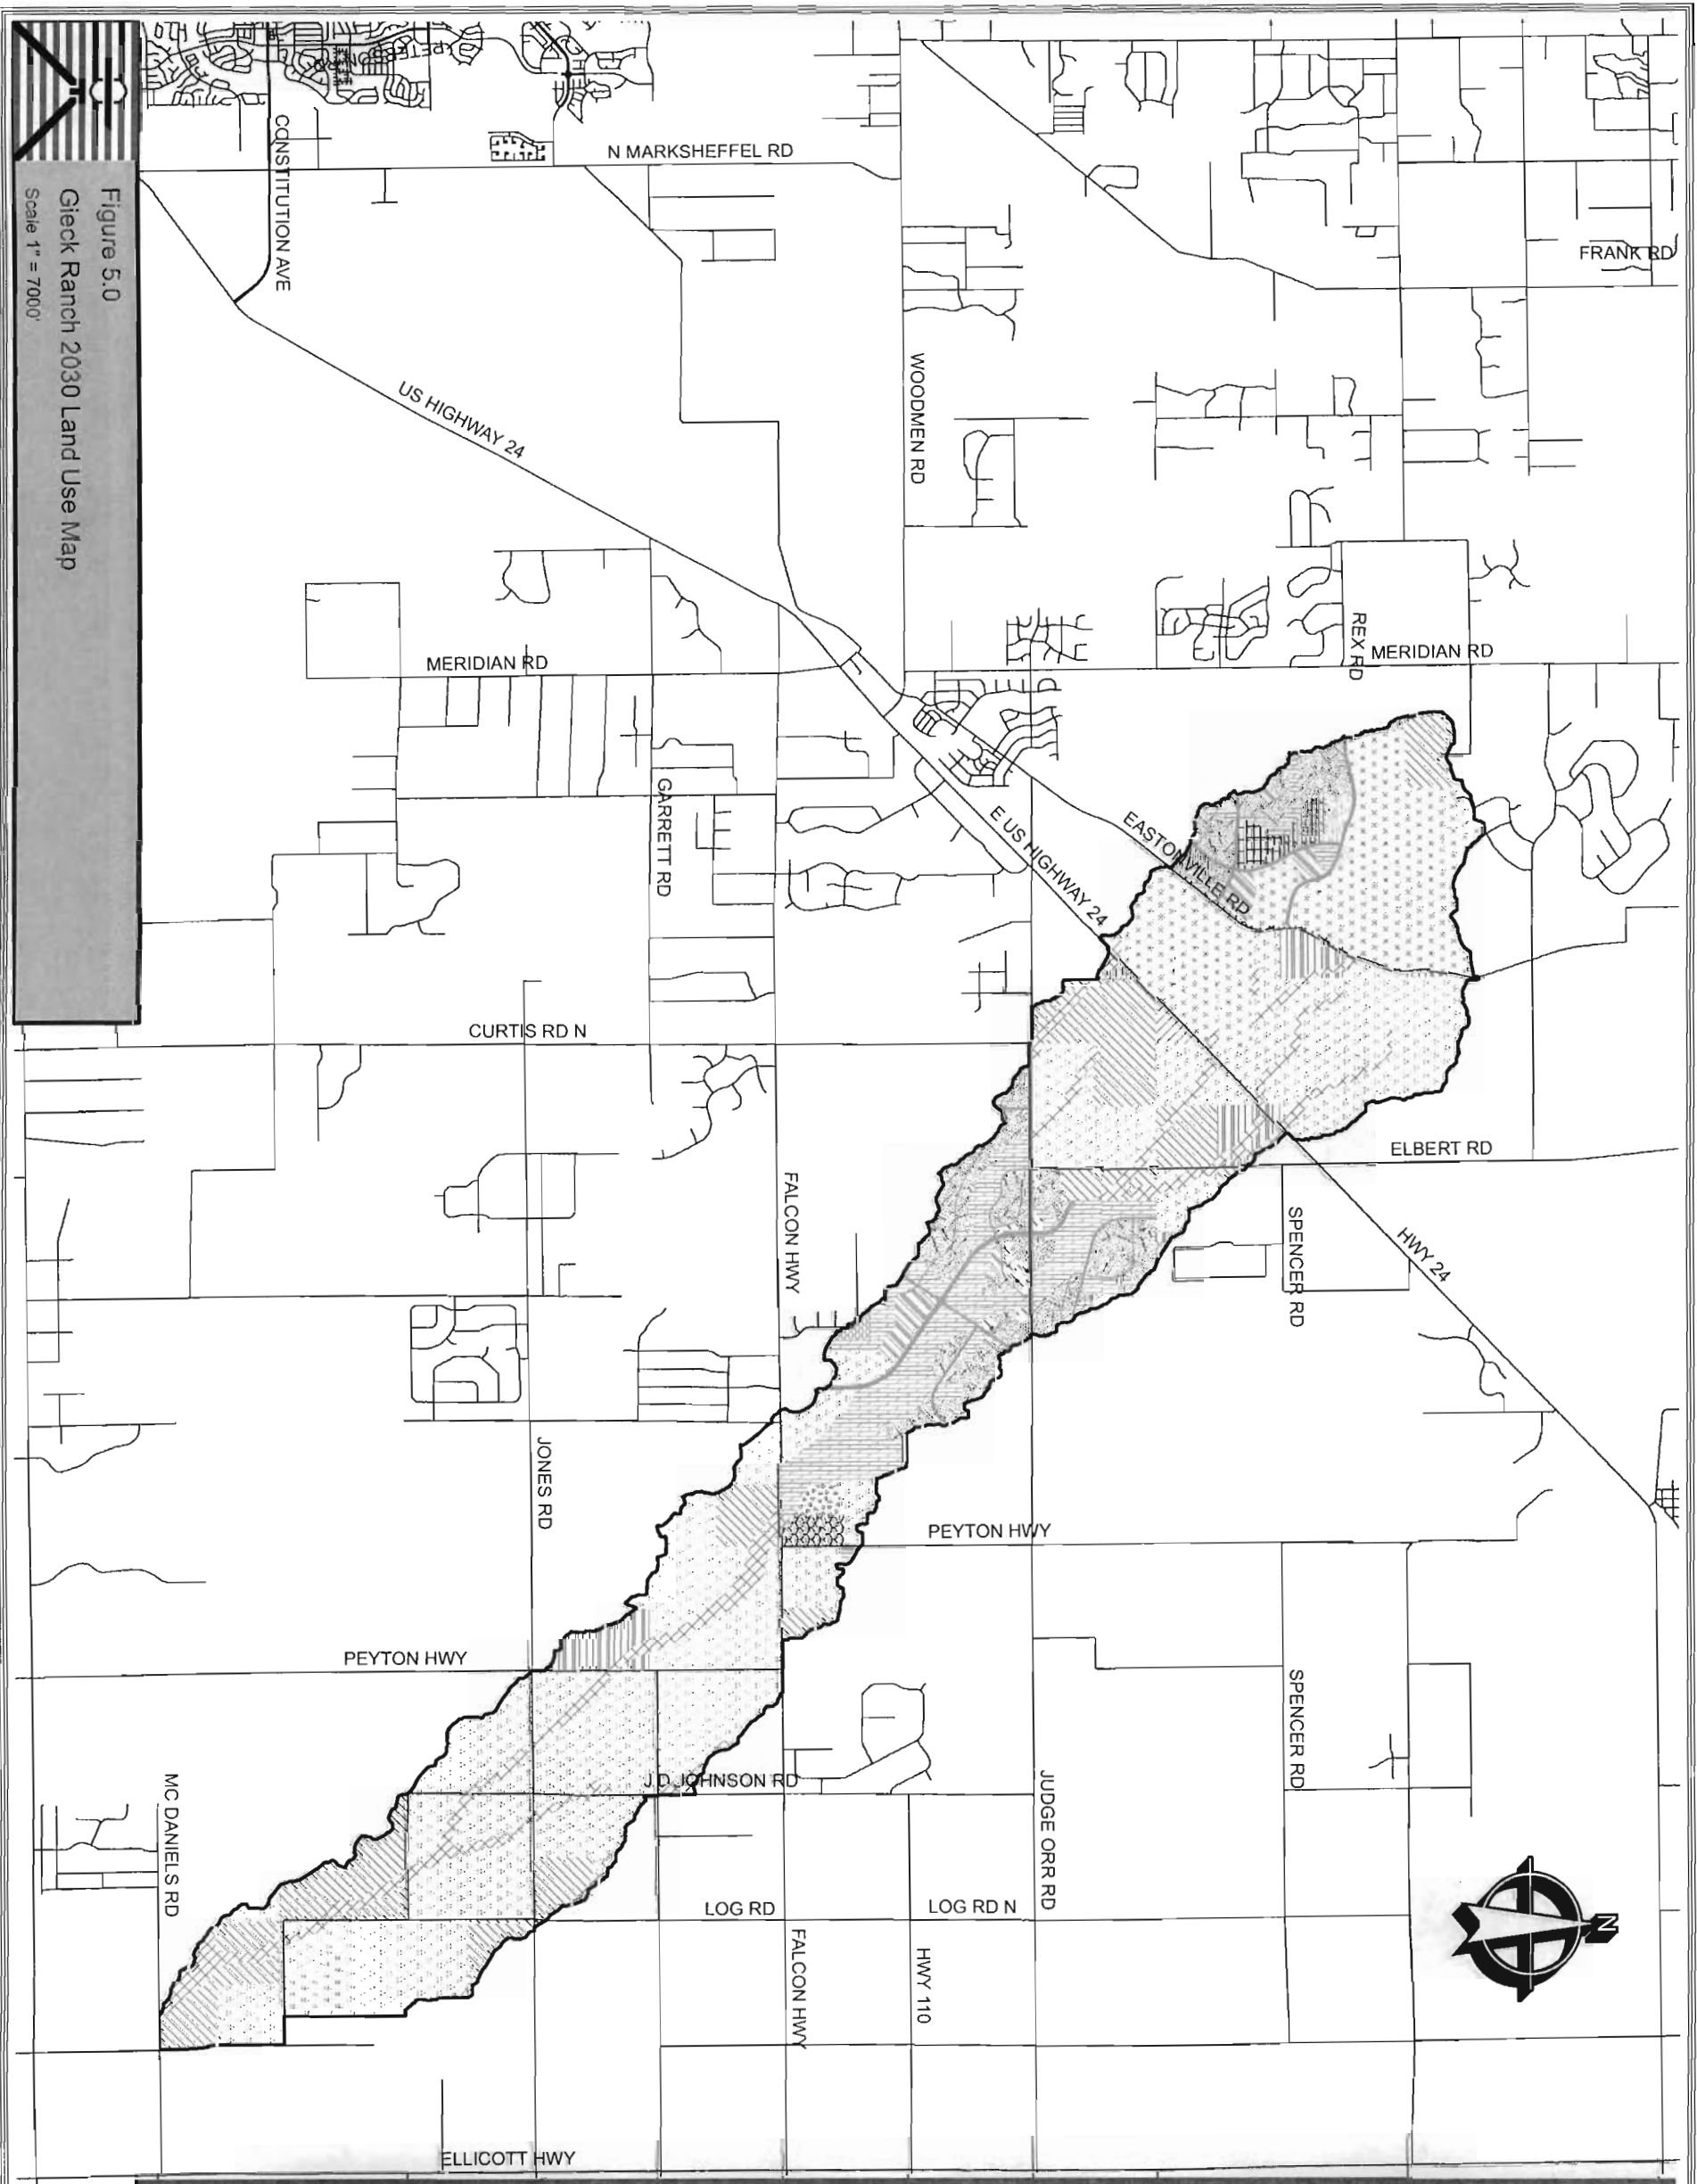 Figure 5.0
Gieck Ranch 2030 Land Use Map
Scale 1" = 7000'
CONSTITUTION AVE
N MARKSHEFFEL RD
FRANK RD
WOODMEN RD
US HIGHWAY 24
REX RD
MERIDIAN RD
MERIDIAN RD
GARRETT RD
E US HIGHWAY 24
EASTONVILLE RD
CURTIS RD N
ELBERT RD
FALCON HWY
SPENCER RD
HWY 24
JONES RD
PEYTON HWY
PEYTON HWY
SPENCER RD
J D JOHNSON RD
MC DANIELS RD
JUDGE ORR RD
LOG RD
LOG RD N
FALCON HWY
HWY 110
N
ELLICOTT HWY